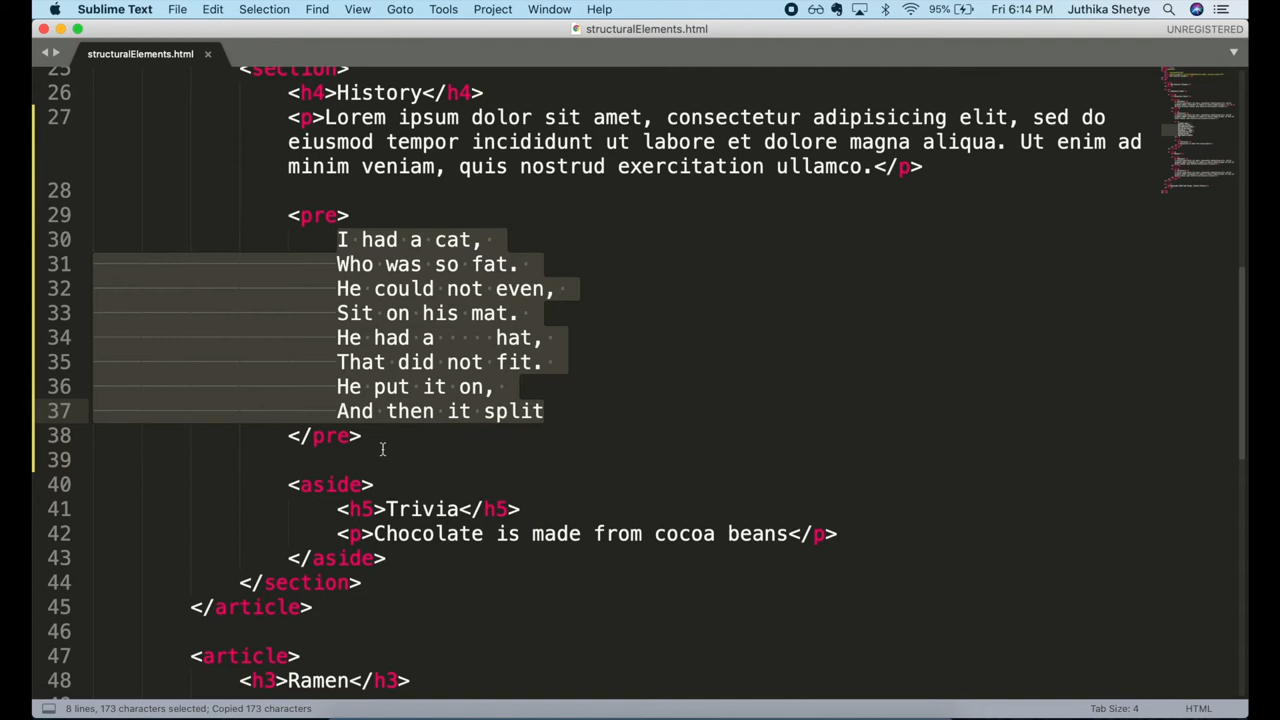 Sublime Text File Edit Selection Find View Goto Tools Project Window Help 95% Fri 6:14 PM Juthika Shetye
structuralElements.html UNREGISTERED
structuralElements.html ×
25 <section>
26 <h4>History</h4>
27 <p>Lorem ipsum dolor sit amet, consectetur adipisicing elit, sed do
eiusmod tempor incididunt ut labore et dolore magna aliqua. Ut enim ad
minim veniam, quis nostrud exercitation ullamco.</p>
28
29 <pre>
30 I had a cat,
31 Who was so fat.
32 He could not even,
33 Sit on his mat.
34 He had a     hat,
35 That did not fit.
36 He put it on,
37 And then it split
38 </pre>
39
40 <aside>
41 <h5>Trivia</h5>
42 <p>Chocolate is made from cocoa beans</p>
43 </aside>
44 </section>
45 </article>
46
47 <article>
48 <h3>Ramen</h3>
8 lines, 173 characters selected; Copied 173 characters Tab Size: 4 HTML